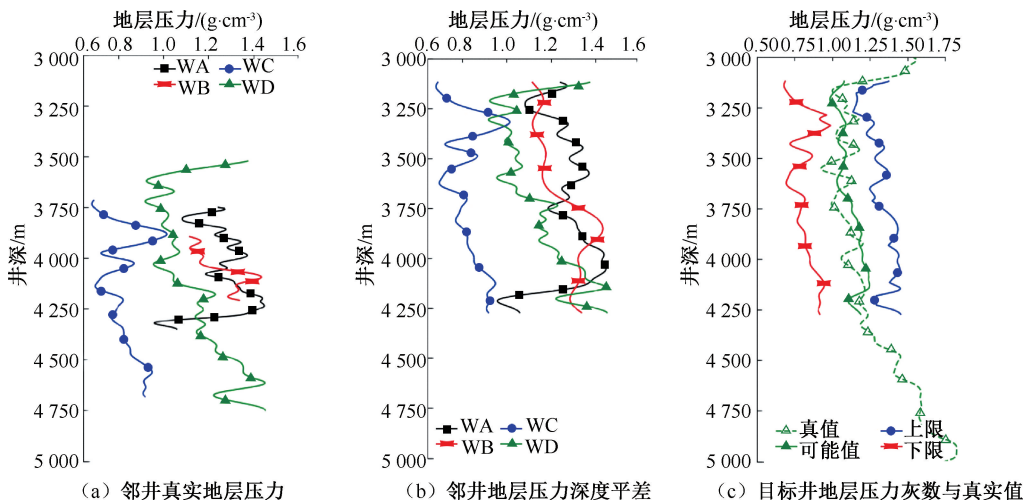 地层压力/(g·cm⁻³)
0.6 0.8 1.0 1.2 1.4 1.6
3 000
3 250
3 500
3 750
4 000
4 250
4 500
4 750
5 000
井深/m
WA WC
WB WD
(a) 邻井真实地层压力
地层压力/(g·cm⁻³)
0.6 0.8 1.0 1.2 1.4 1.6
3 000
3 250
3 500
3 750
4 000
4 250
4 500
4 750
5 000
井深/m
WA WC
WB WD
(b) 邻井地层压力深度平差
地层压力/(g·cm⁻³)
0.50 0.75 1.00 1.25 1.50 1.75
3 000
3 250
3 500
3 750
4 000
4 250
4 500
4 750
5 000
井深/m
真值 上限
可能值 下限
(c) 目标井地层压力灰数与真实值